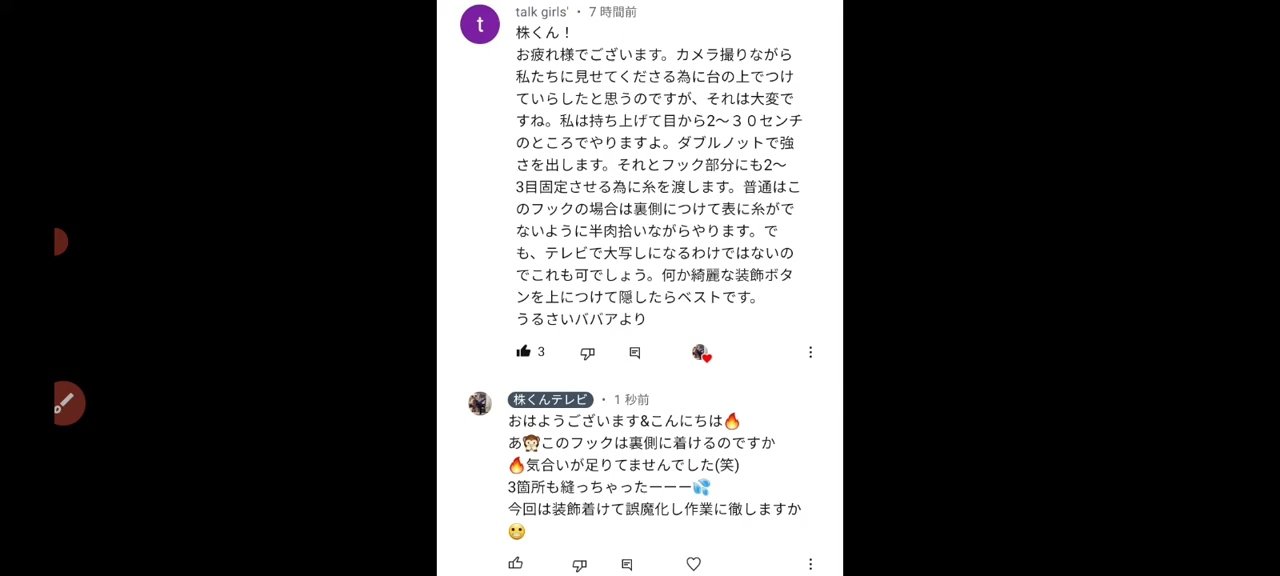 talk girls' ・ 7 時間前
株くん！
お疲れ様でございます。カメラ撮りながら
私たちに見せてくださる為に台の上でつけ
ていらしたと思うのですが、それは大変で
すね。私は持ち上げて目から2〜３０センチ
のところでやりますよ。ダブルノットで強
さを出します。それとフック部分にも2〜
3目固定させる為に糸を渡します。普通はこ
のフックの場合は裏側につけて表に糸がで
ないように半肉拾いながらやります。で
も、テレビで大写しになるわけではないの
でこれも可でしょう。何か綺麗な装飾ボタ
ンを上につけて隠したらベストです。
うるさいババアより
3
株くんテレビ ・ 1 秒前
おはようございます&こんにちは🔥
あ🙊このフックは裏側に着けるのですか
🔥気合いが足りてませんでした(笑)
3箇所も縫っちゃったーーー💦
今回は装飾着けて誤魔化し作業に徹しますか
😬
t